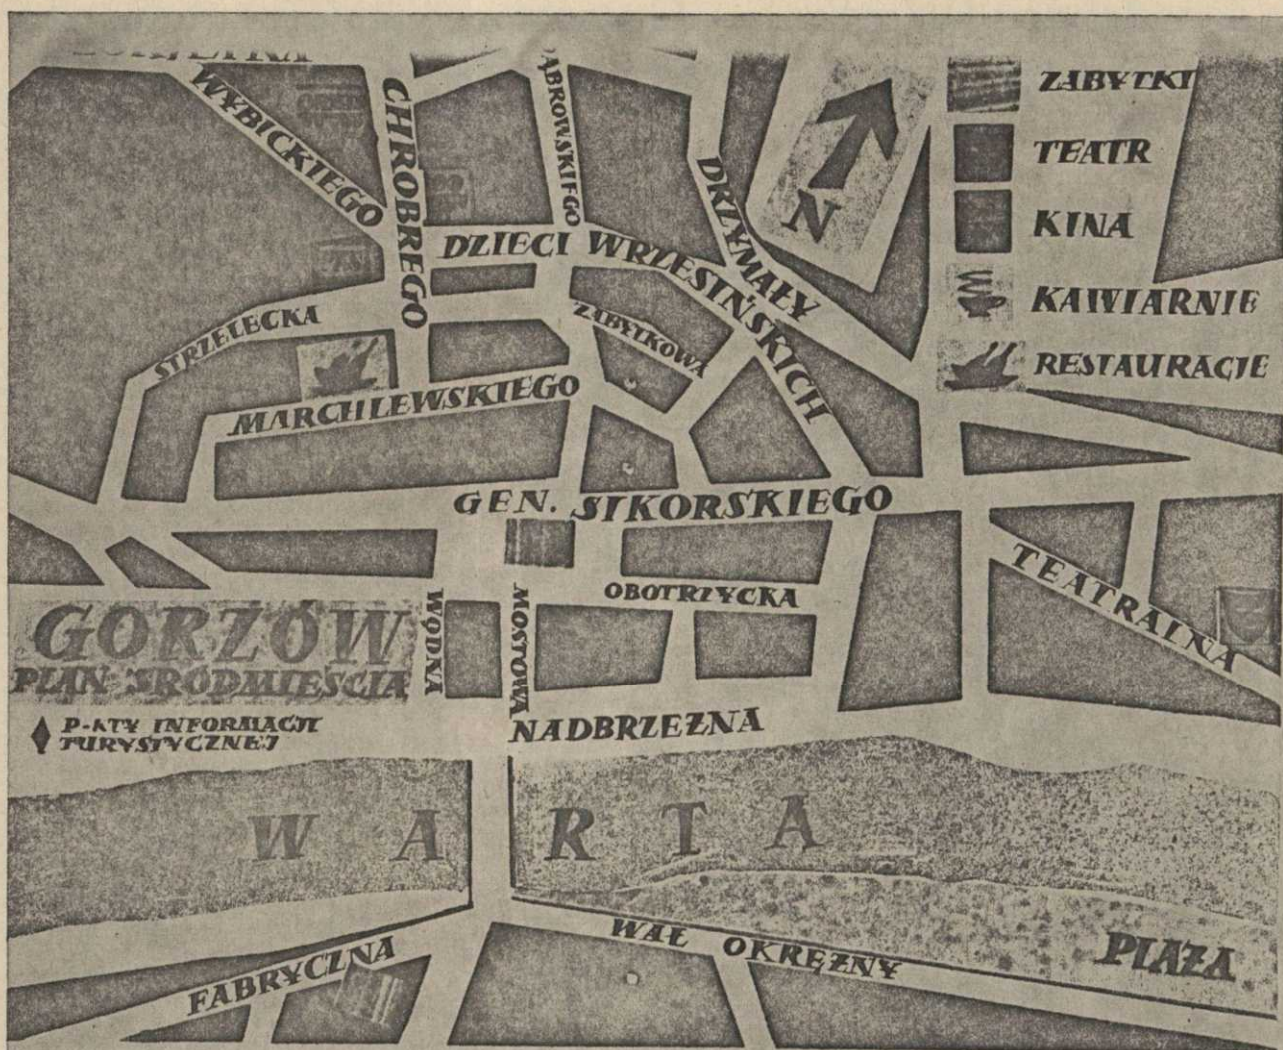 WYBICKIEGO
CHROBREGO
ĄBROWSKIEGO
DRZYMAŁY
N
ZABYTKI
TEATR
KINA
KAWIARNIE
RESTAURACJE
DZIECI WRZESIŃSKICH
STRZELECKA
ZABYTKOWA
MARCHLEWSKIEGO
GEN. SIKORSKIEGO
TEATRALNA
OBOTRZYCKA
WODNA
MOSTOWA
GORZÓW
PLAN ŚRÓDMIEŚCIA
P-KTY INFORMACJI
TURYSTYCZNEJ
NADBRZEŻNA
WARTA
WAŁ OKRĘŻNY
PLAŻA
FABRYCZNA